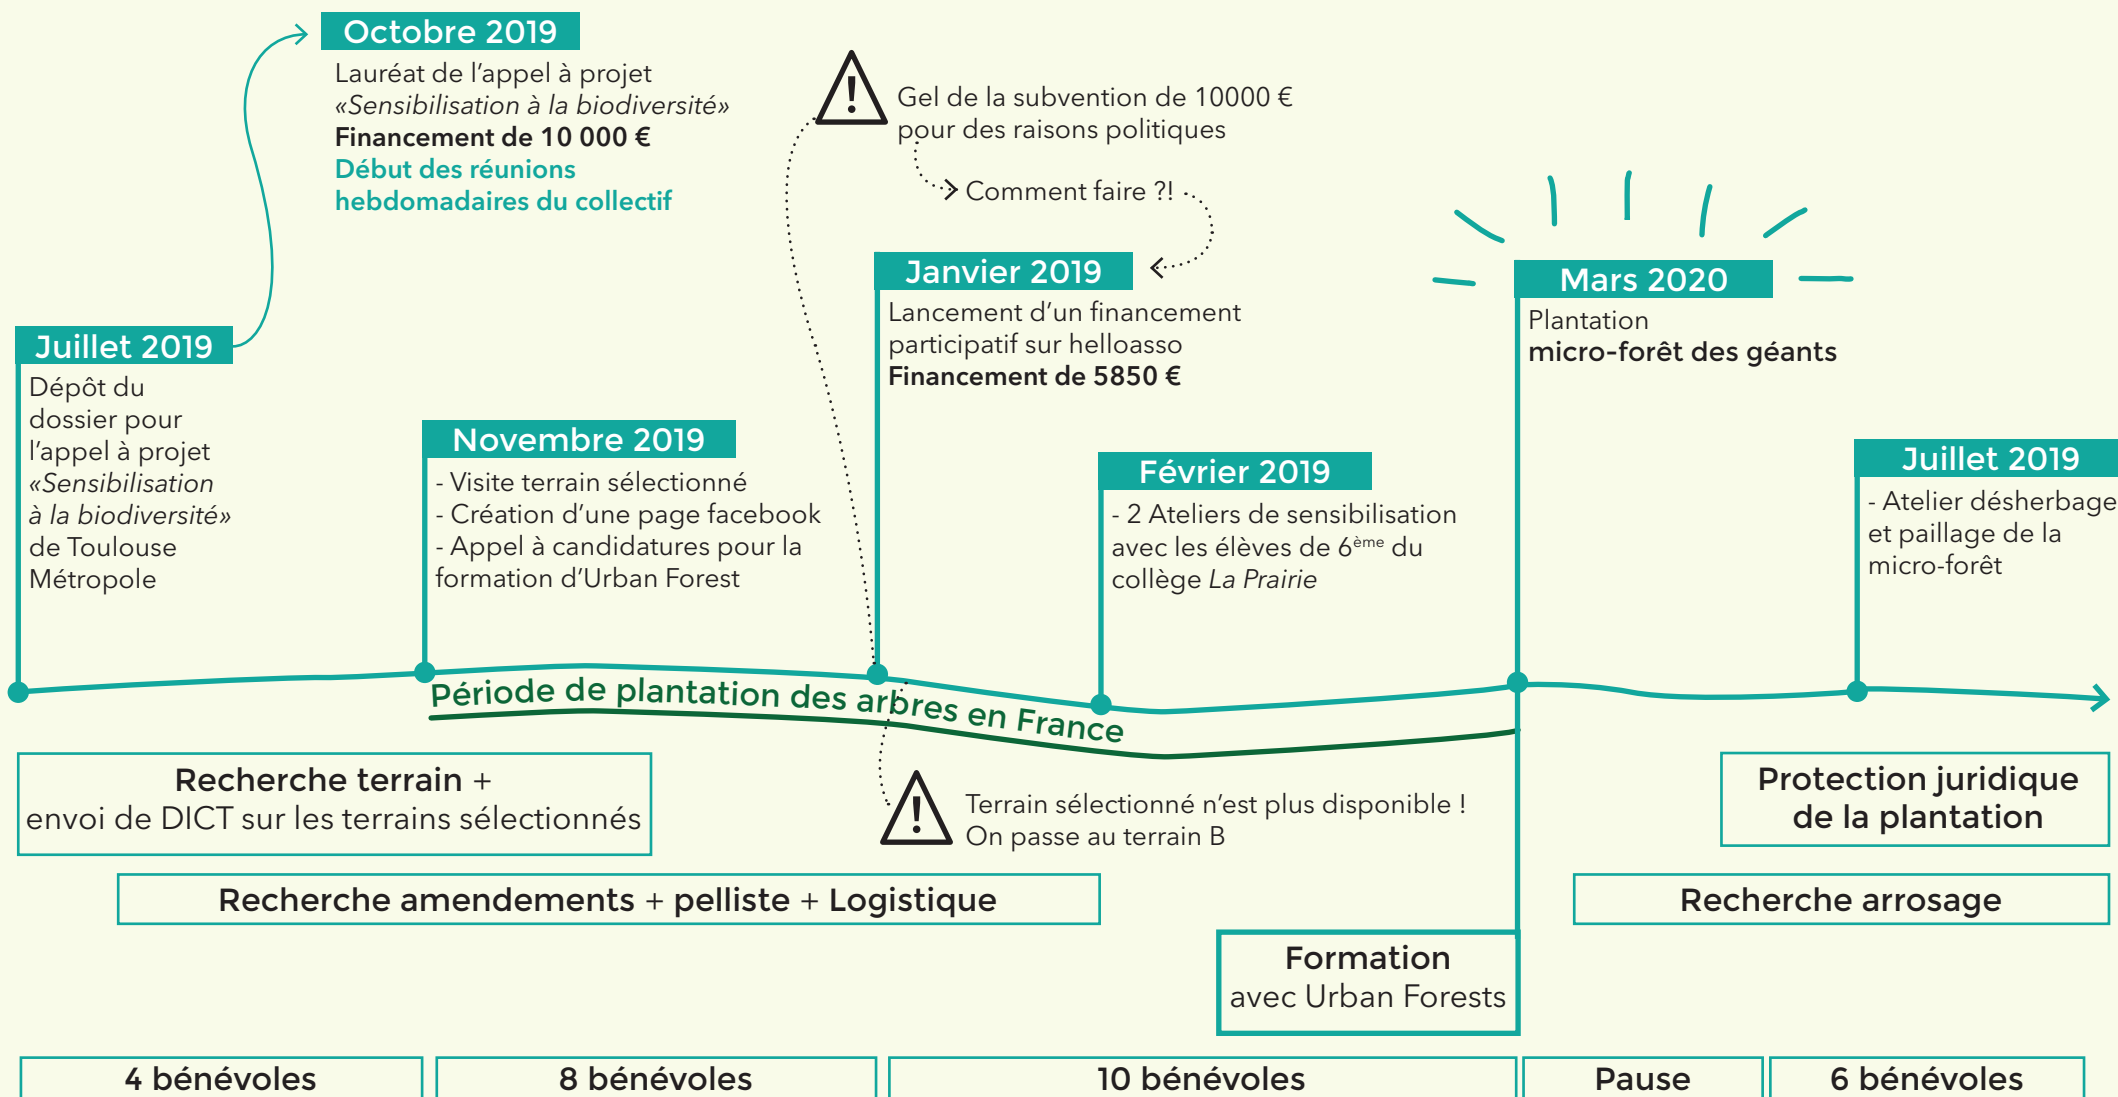 Octobre 2019
Lauréat de l'appel à projet
«Sensibilisation à la biodiversité»
Financement de 10 000 €
Début des réunions
hebdomadaires du collectif
!
Gel de la subvention de 10000 €
pour des raisons politiques
Comment faire ?!
Juillet 2019
Dépôt du
dossier pour
l'appel à projet
«Sensibilisation
à la biodiversité»
de Toulouse
Métropole
Novembre 2019
- Visite terrain sélectionné
- Création d'une page facebook
- Appel à candidatures pour la
formation d'Urban Forest
Janvier 2019
Lancement d'un financement
participatif sur helloasso
Financement de 5850 €
Février 2019
- 2 Ateliers de sensibilisation
avec les élèves de 6ème du
collège La Prairie
Mars 2020
Plantation
micro-forêt des géants
Juillet 2019
- Atelier désherbage
et paillage de la
micro-forêt
Période de plantation des arbres en France
Recherche terrain +
envoi de DICT sur les terrains sélectionnés
!
Terrain sélectionné n'est plus disponible !
On passe au terrain B
Protection juridique
de la plantation
Recherche amendements + pelliste + Logistique
Recherche arrosage
Formation
avec Urban Forests
4 bénévoles
8 bénévoles
10 bénévoles
Pause
6 bénévoles